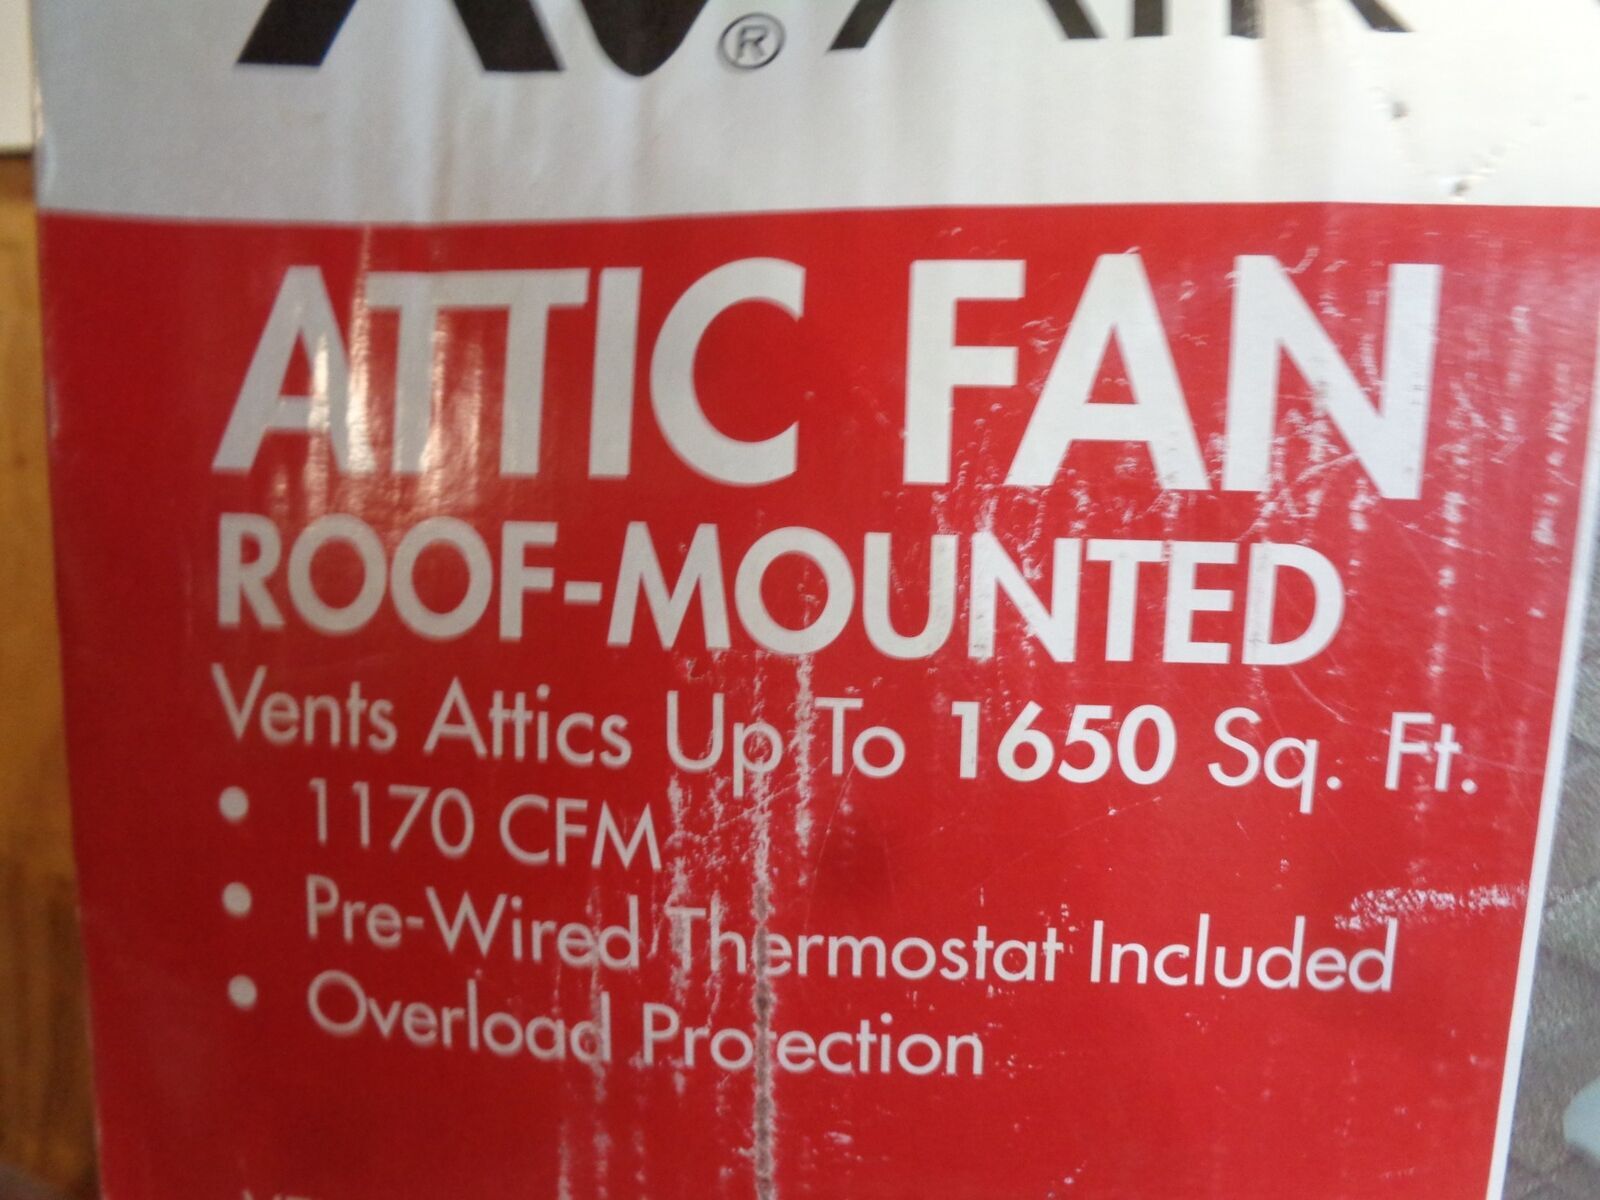 ®
ATTIC FAN
ROOF-MOUNTED
Vents Attics Up To 1650 Sq. Ft.
• 1170 CFM
• Pre-Wired Thermostat Included
• Overload Protection